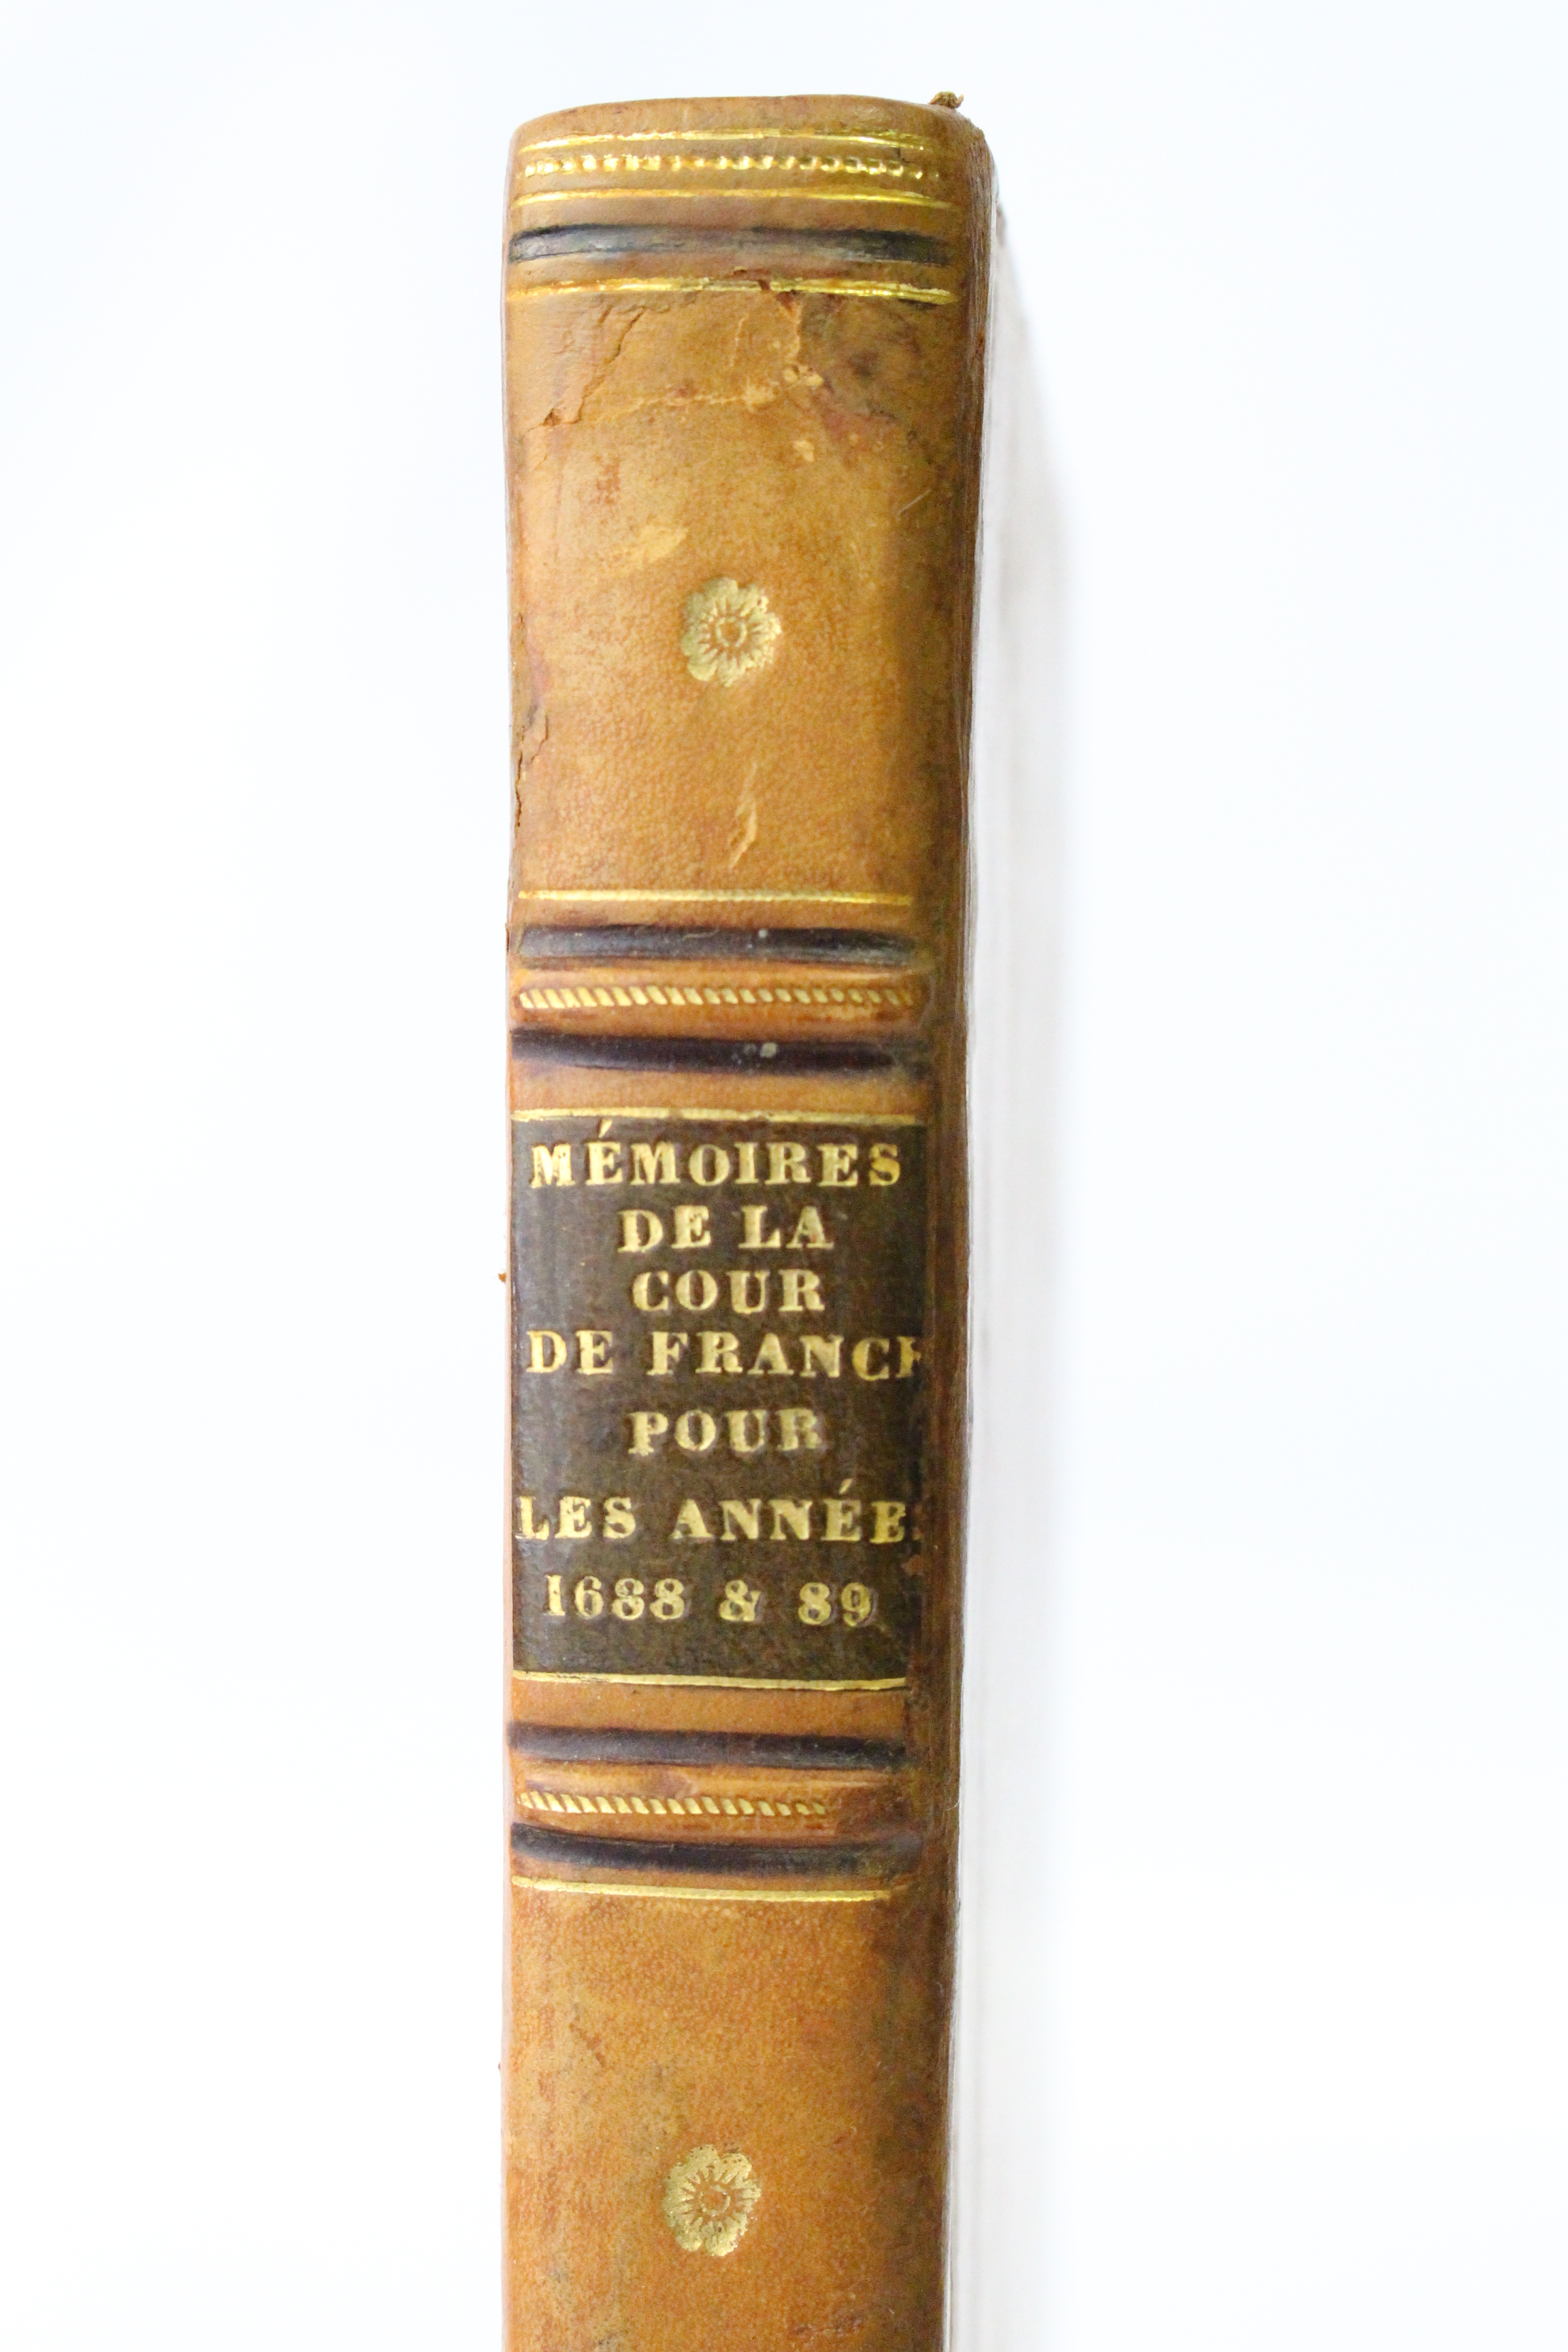 MÉMOIRES
DE LA
COUR
DE FRANCE
POUR
LES ANNÉES
1688 & 89